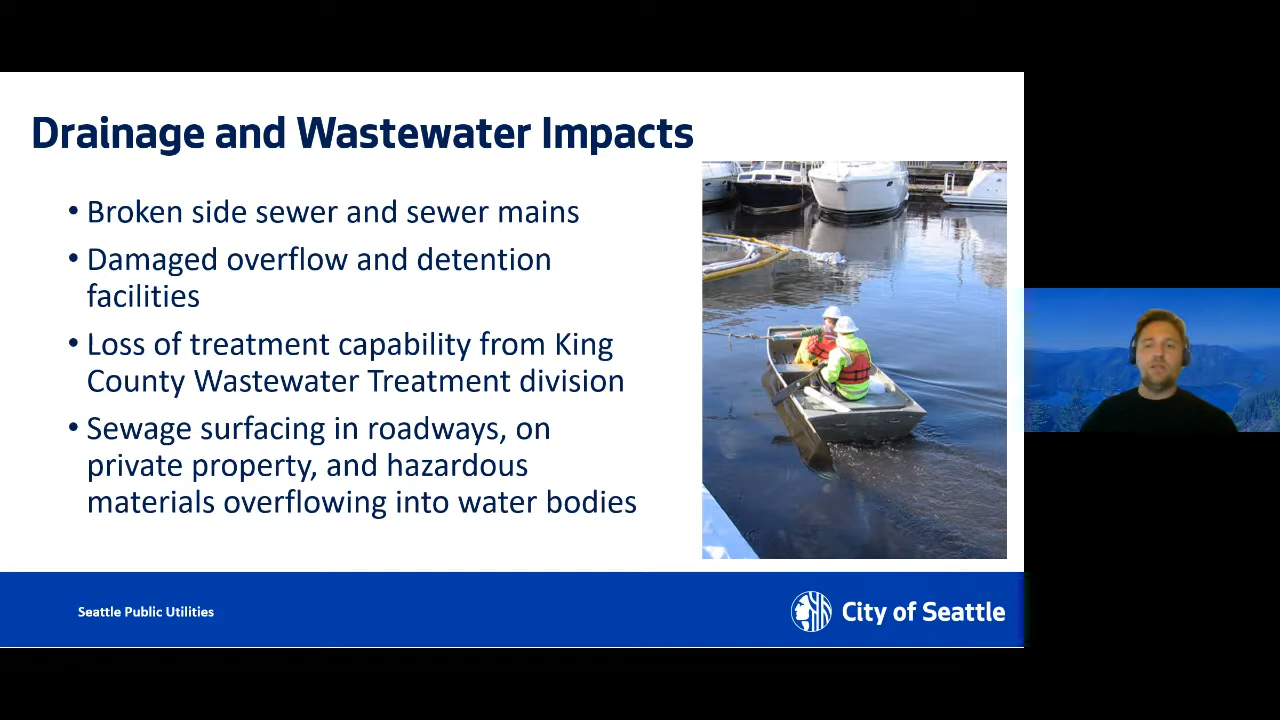 Drainage and Wastewater Impacts
• Broken side sewer and sewer mains
• Damaged overflow and detention
facilities
• Loss of treatment capability from King
County Wastewater Treatment division
• Sewage surfacing in roadways, on
private property, and hazardous
materials overflowing into water bodies
Seattle Public Utilities
City of Seattle